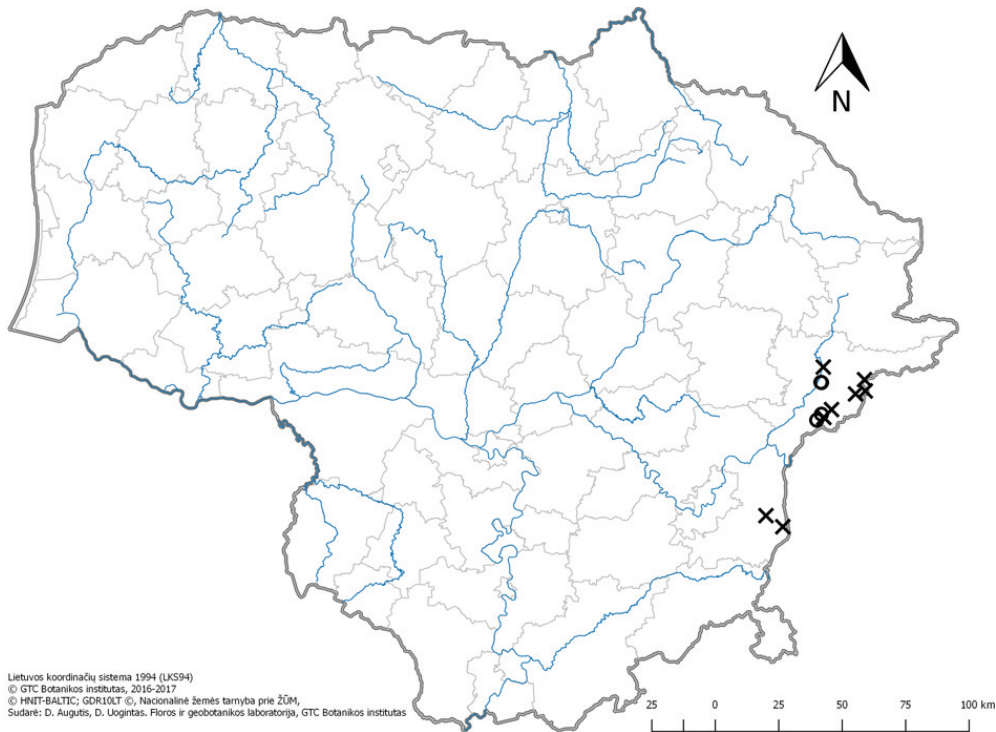 N
Lietuvos koordinačių sistema 1994 (LKS94)
© GTC Botanikos institutas, 2016-2017
© HNIT-BALTIC; GDR10LT ©, Nacionalinė žemės tarnyba prie ŽŪM,
Sudarė: D. Augutis, D. Uogintas. Floros ir geobotanikos laboratorija, GTC Botanikos institutas
25 0 25 50 75 100 km